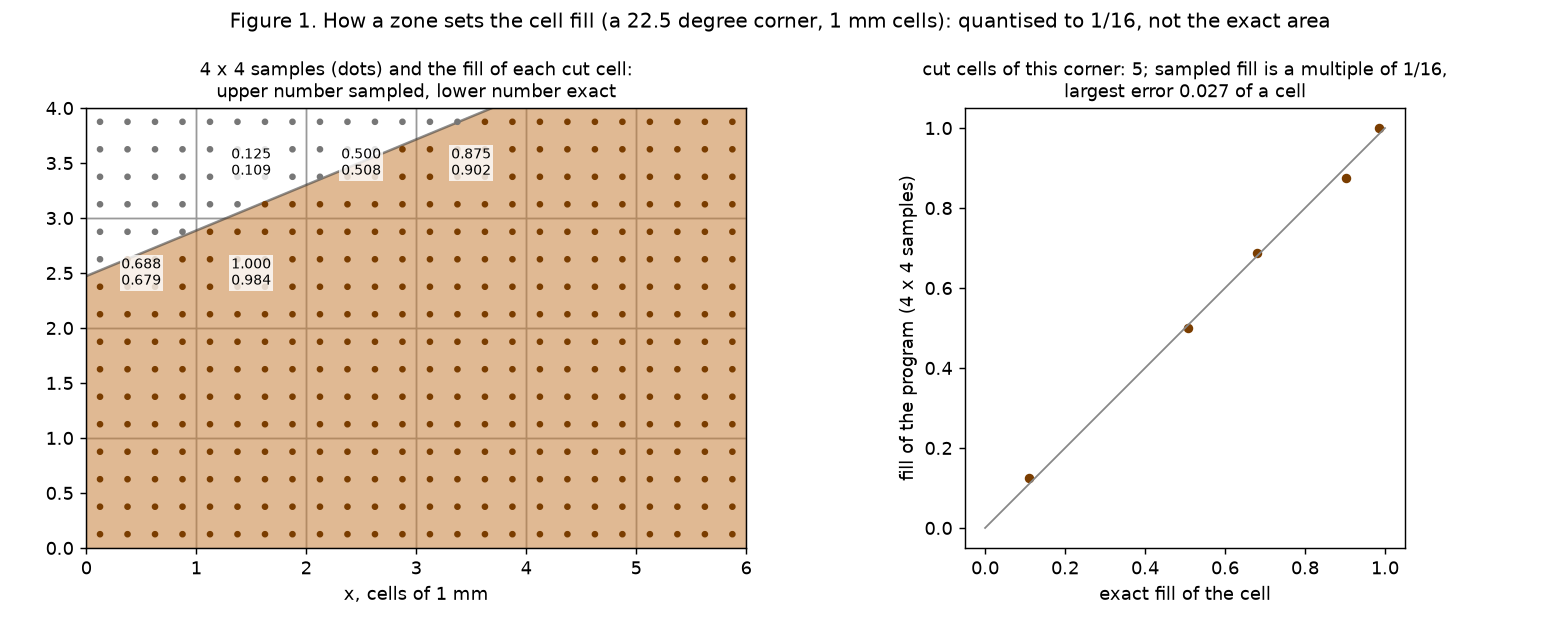 Figure 1. How a zone sets the cell fill (a 22.5 degree corner, 1 mm cells): quantised to 1/16, not the exact area
4 x 4 samples (dots) and the fill of each cut cell:
upper number sampled, lower number exact
4.0
3.5
3.0
2.5
2.0
1.5
1.0
0.5
0.0
0.125
0.109
0.500
0.508
0.875
0.902
0.688
0.679
1.000
0.984
0 1 2 3 4 5 6
x, cells of 1 mm
cut cells of this corner: 5; sampled fill is a multiple of 1/16,
largest error 0.027 of a cell
fill of the program (4 x 4 samples)
1.0
0.8
0.6
0.4
0.2
0.0
0.0 0.2 0.4 0.6 0.8 1.0
exact fill of the cell